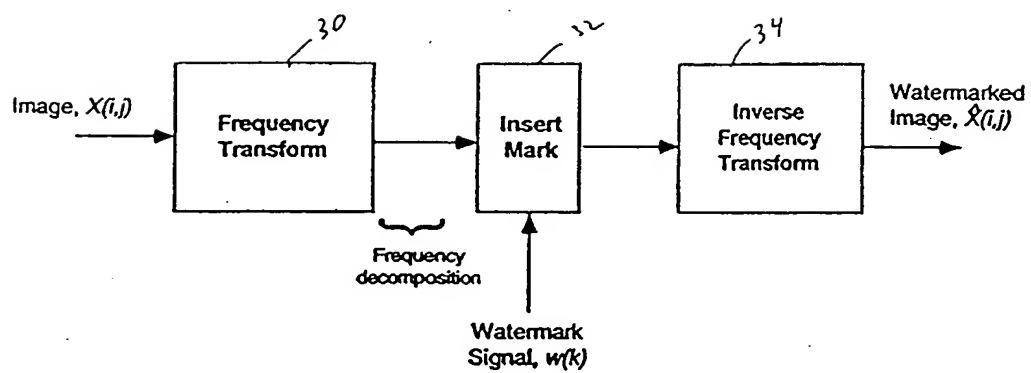 30
32
34
Image, X(i,j)
Frequency
Transform
Insert
Mark
Inverse
Frequency
Transform
Watermarked
Image, X̂(i,j)
Frequency
decomposition
Watermark
Signal, w(k)